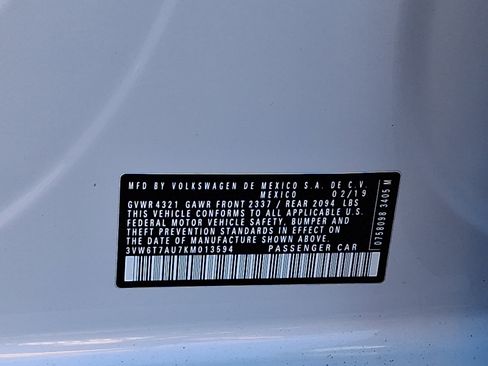 MFD BY VOLKSWAGEN DE MEXICO S.A. DE C.V.
MEXICO 02/19
GVWR 4321 GAWR FRONT 2337 / REAR 2094 LBS
THIS VEHICLE CONFORMS TO ALL APPLICABLE U.S.
FEDERAL MOTOR VEHICLE SAFETY, BUMPER AND
THEFT PREVENTION STANDARDS IN EFFECT ON
THE DATE OF MANUFACTURE SHOWN ABOVE.
3VW6T7AU7KM013594 PASSENGER CAR
0758098 3405 M